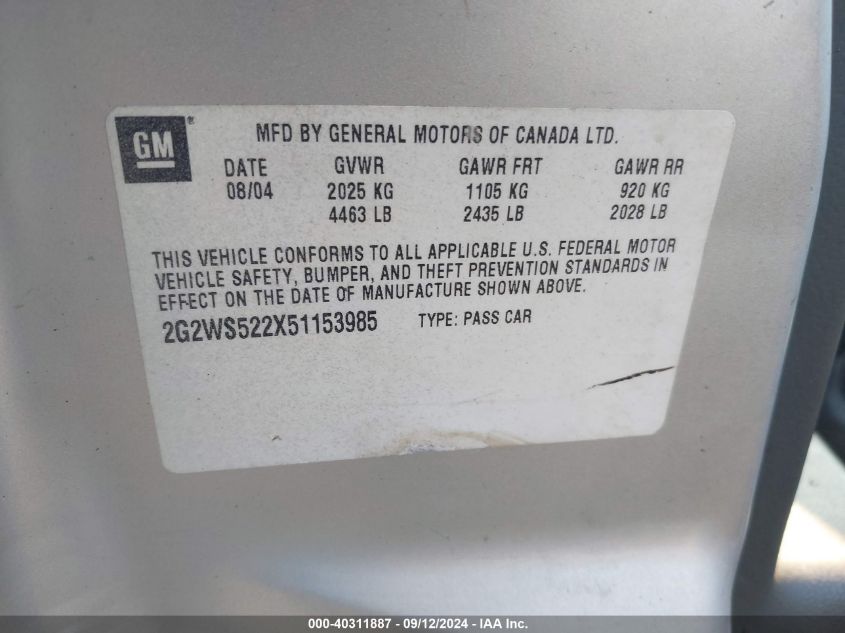 GM ®
MFD BY GENERAL MOTORS OF CANADA LTD.
DATE GVWR GAWR FRT GAWR RR
08/04 2025 KG 1105 KG 920 KG
4463 LB 2435 LB 2028 LB
THIS VEHICLE CONFORMS TO ALL APPLICABLE U.S. FEDERAL MOTOR
VEHICLE SAFETY, BUMPER, AND THEFT PREVENTION STANDARDS IN
EFFECT ON THE DATE OF MANUFACTURE SHOWN ABOVE.
2G2WS522X51153985 TYPE: PASS CAR
000-40311887 - 09/12/2024 - IAA Inc.